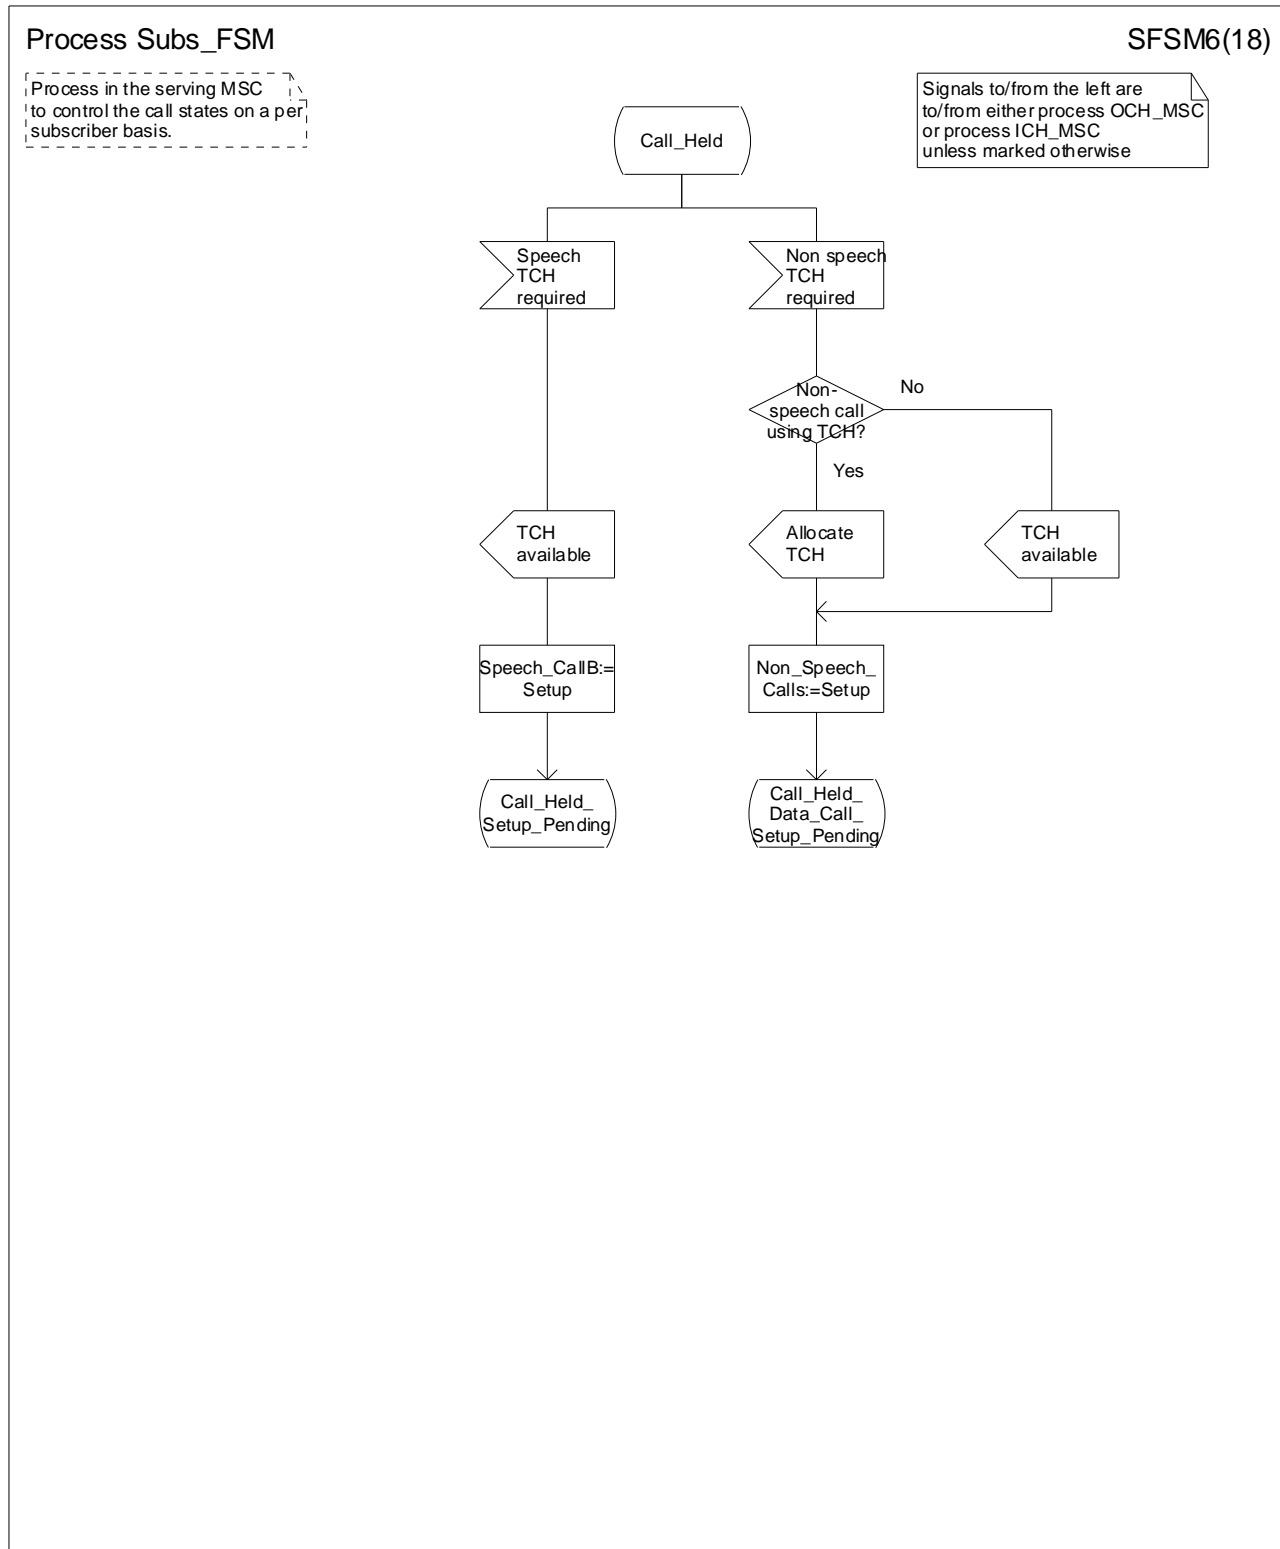 Process Subs_FSM
SFSM6(18)
Process in the serving MSC
to control the call states on a per
subscriber basis.
Signals to/from the left are
to/from either process OCH_MSC
or process ICH_MSC
unless marked otherwise
Call_Held
Speech
TCH
required
Non speech
TCH
required
Non-
speech call
using TCH?
No
Yes
TCH
available
Allocate
TCH
TCH
available
Speech_CallB:=
Setup
Non_Speech_
Calls:=Setup
Call_Held_
Setup_Pending
Call_Held_
Data_Call_
Setup_Pending